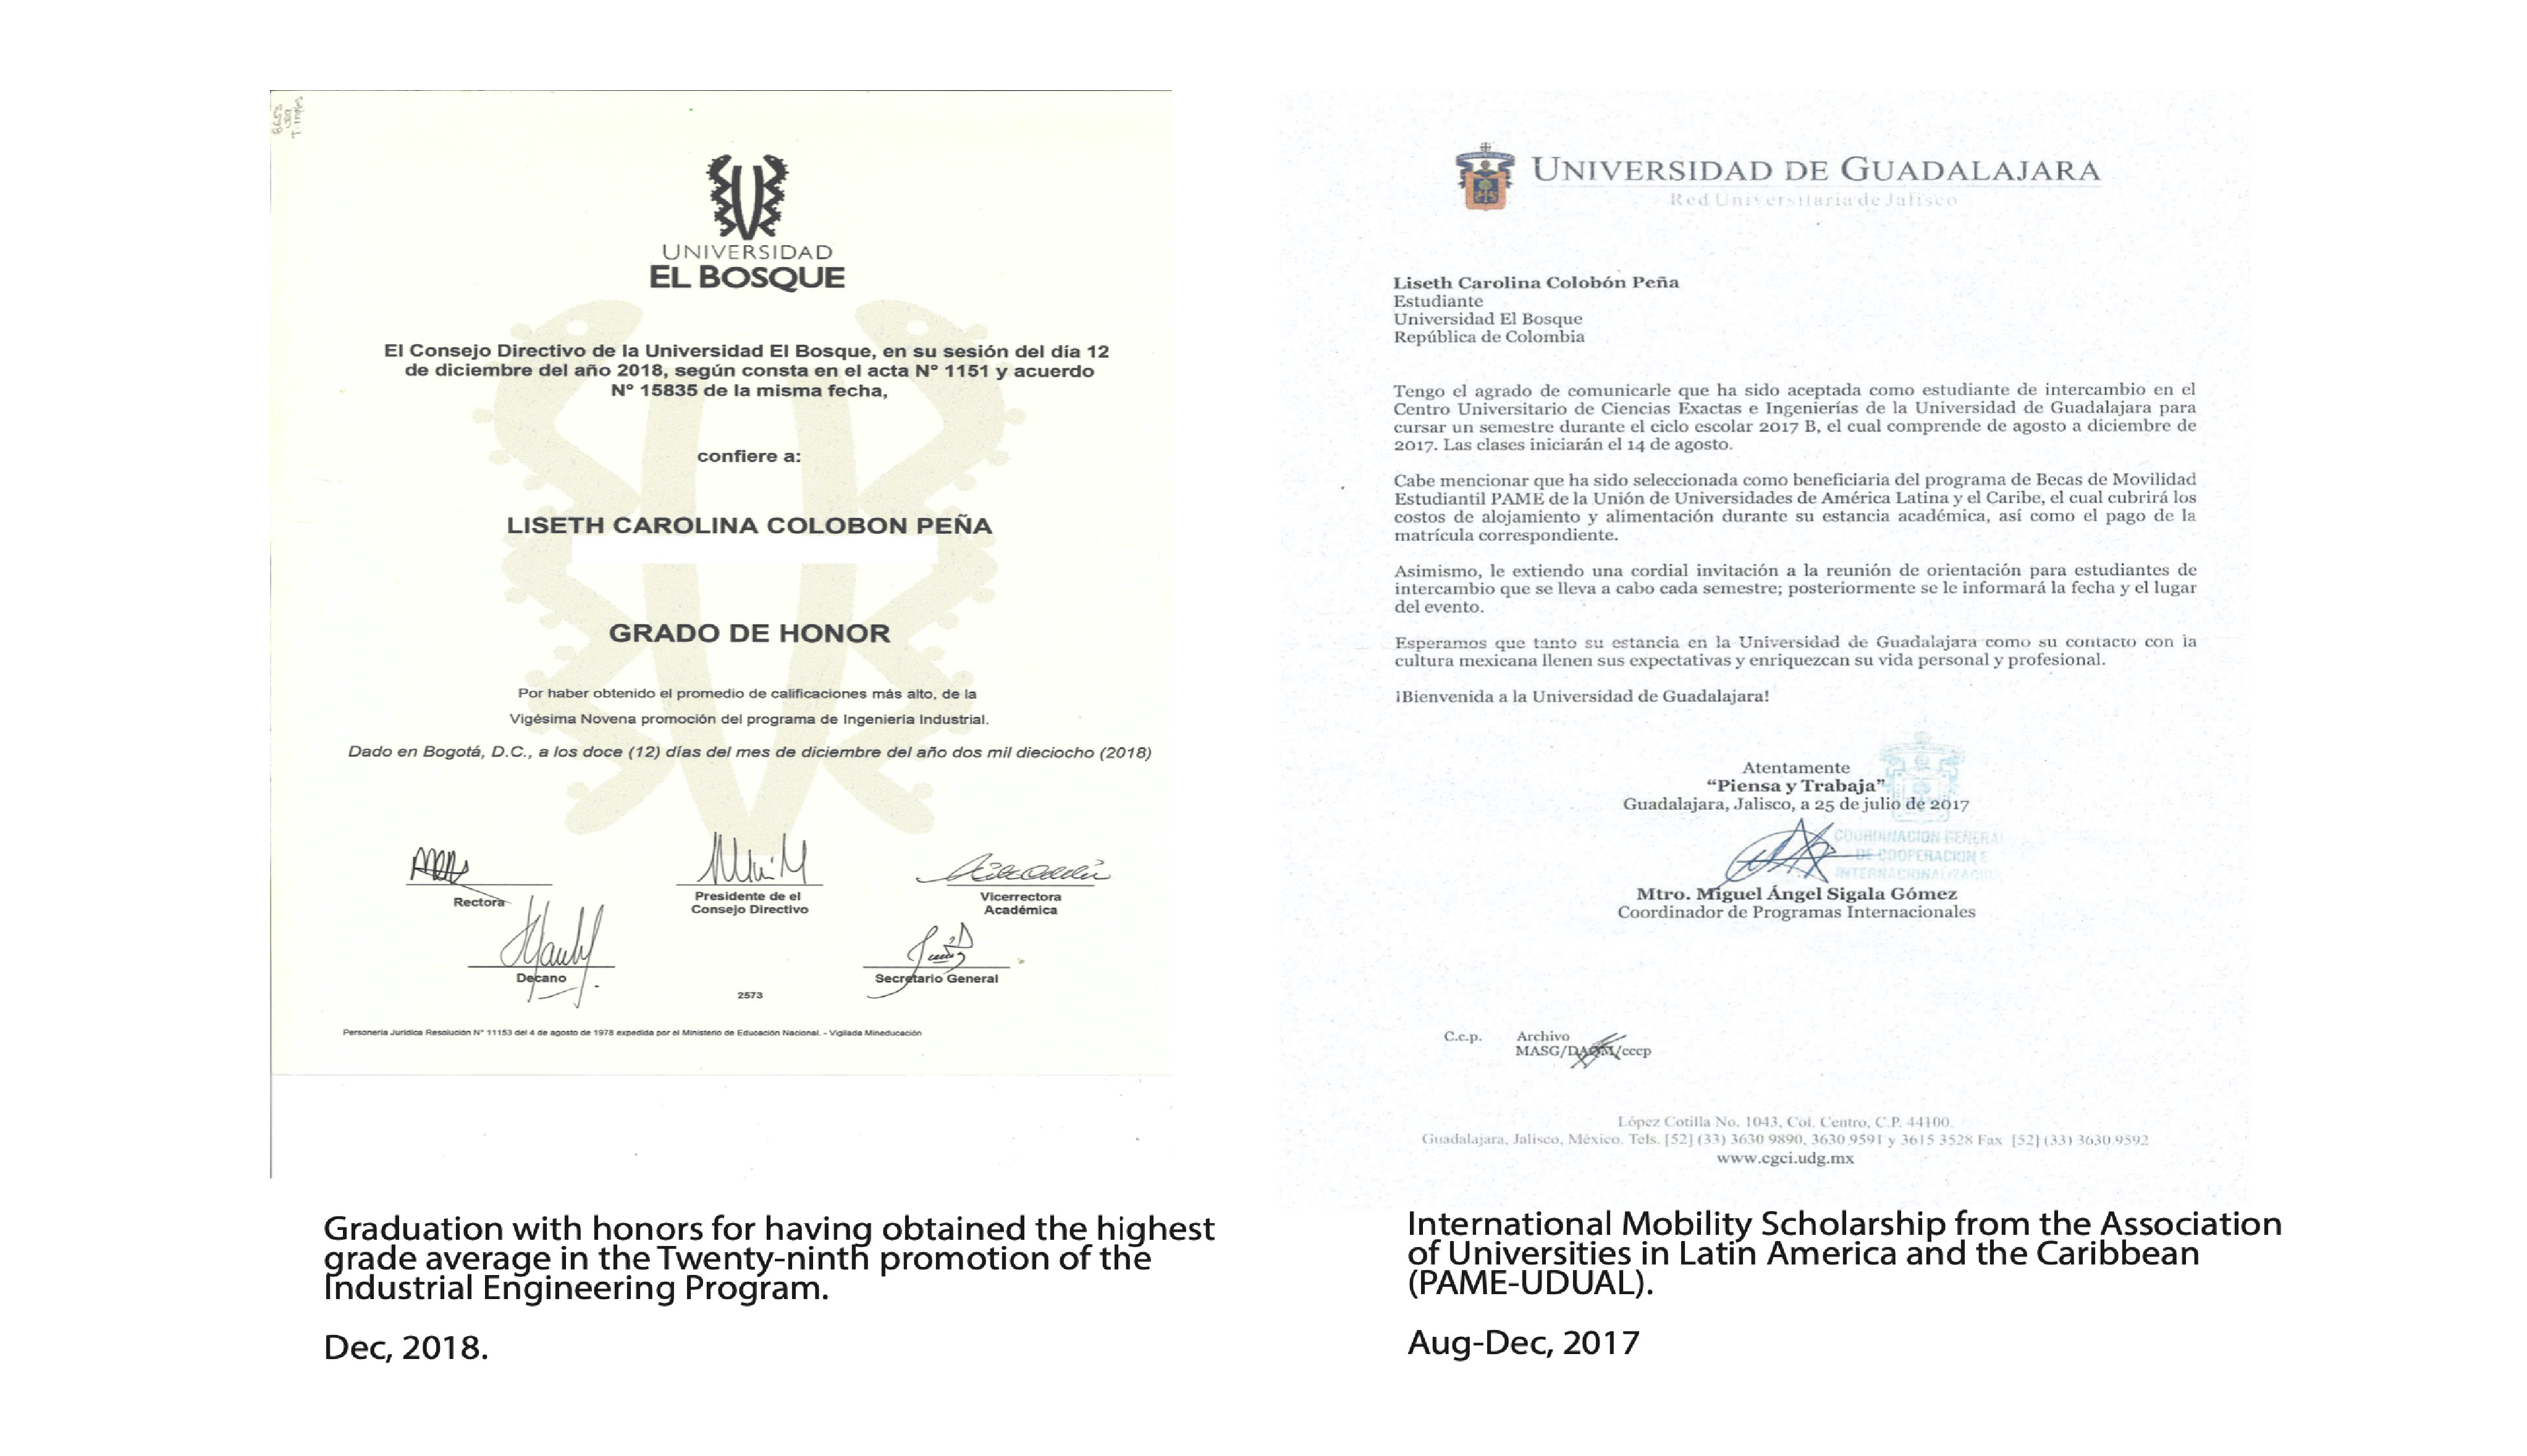 UNIVERSIDAD
EL BOSQUE
El Consejo Directivo de la Universidad El Bosque, en su sesión del día 12
de diciembre del año 2018, según consta en el acta N° 1151 y acuerdo
N° 15835 de la misma fecha,
confiere a:
LISETH CAROLINA COLOBON PEÑA
GRADO DE HONOR
Por haber obtenido el promedio de calificaciones más alto, de la
Vigésima Novena promoción del programa de Ingeniería Industrial.
Dado en Bogotá, D.C., a los doce (12) días del mes de diciembre del año dos mil dieciocho (2018)
Rectora
Presidente de el
Consejo Directivo
Vicerrectora
Académica
Decano
Secretario General
2573
Personería Jurídica Resolución N° 11153 del 4 de agosto de 1978 expedida por el Ministerio de Educación Nacional. - Vigilada Mineducación
Graduation with honors for having obtained the highest
grade average in the Twenty-ninth promotion of the
Industrial Engineering Program.
Dec, 2018.
UNIVERSIDAD DE GUADALAJARA
Red Universitaria de Jalisco
Liseth Carolina Colobón Peña
Estudiante
Universidad El Bosque
República de Colombia
Tengo el agrado de comunicarle que ha sido aceptada como estudiante de intercambio en el
Centro Universitario de Ciencias Exactas e Ingenierías de la Universidad de Guadalajara para
cursar un semestre durante el ciclo escolar 2017 B, el cual comprende de agosto a diciembre de
2017. Las clases iniciarán el 14 de agosto.
Cabe mencionar que ha sido seleccionada como beneficiaria del programa de Becas de Movilidad
Estudiantil PAME de la Unión de Universidades de América Latina y el Caribe, el cual cubrirá los
costos de alojamiento y alimentación durante su estancia académica, así como el pago de la
matrícula correspondiente.
Asimismo, le extiendo una cordial invitación a la reunión de orientación para estudiantes de
intercambio que se lleva a cabo cada semestre; posteriormente se le informará la fecha y el lugar
del evento.
Esperamos que tanto su estancia en la Universidad de Guadalajara como su contacto con la
cultura mexicana llenen sus expectativas y enriquezcan su vida personal y profesional.
¡Bienvenida a la Universidad de Guadalajara!
Atentamente
“Piensa y Trabaja”
Guadalajara, Jalisco, a 25 de julio de 2017
COORDINACION GENERAL
DE COOPERACION E
INTERNACIONALIZACION
Mtro. Miguel Ángel Sigala Gómez
Coordinador de Programas Internacionales
C.c.p. Archivo
MASG/DAOM/cccp
López Cotilla No. 1043, Col. Centro, C.P. 44100.
Guadalajara, Jalisco, México. Tels. [52] (33) 3630 9890, 3630 9591 y 3615 3528 Fax [52] (33) 3630 9592
www.cgci.udg.mx
International Mobility Scholarship from the Association
of Universities in Latin America and the Caribbean
(PAME-UDUAL).
Aug-Dec, 2017